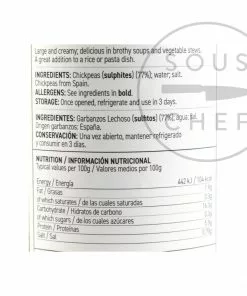 Large and creamy, delicious in brothy soups and vegetable stews.
A great addition to a rice or pasta dish.
INGREDIENTS: Chickpeas (sulphites) (77%); water; salt.
Chickpeas from Spain.
ALLERGENS: See ingredients in bold.
STORAGE: Once opened, refrigerate and use in 3 days.
INGREDIENTES: Garbanzos Lechoso (sulfitos) (77%); agua; sal.
Origen garbanzos: España.
CONSERVACIÓN: Una vez abierto, mantener refrigerado
y consumir en 3 días.
NUTRITION / INFORMACIÓN NUTRICIONAL
Typical values per 100g / Valores medios por 100g
Energy / Energía
Fat / Grasas
of which saturates / de las cuales saturadas
Carbohydrate / Hidratos de carbono
of which sugars / de los cuales azúcares
Protein / Proteínas
Salt / Sal
SOUS
CHEF